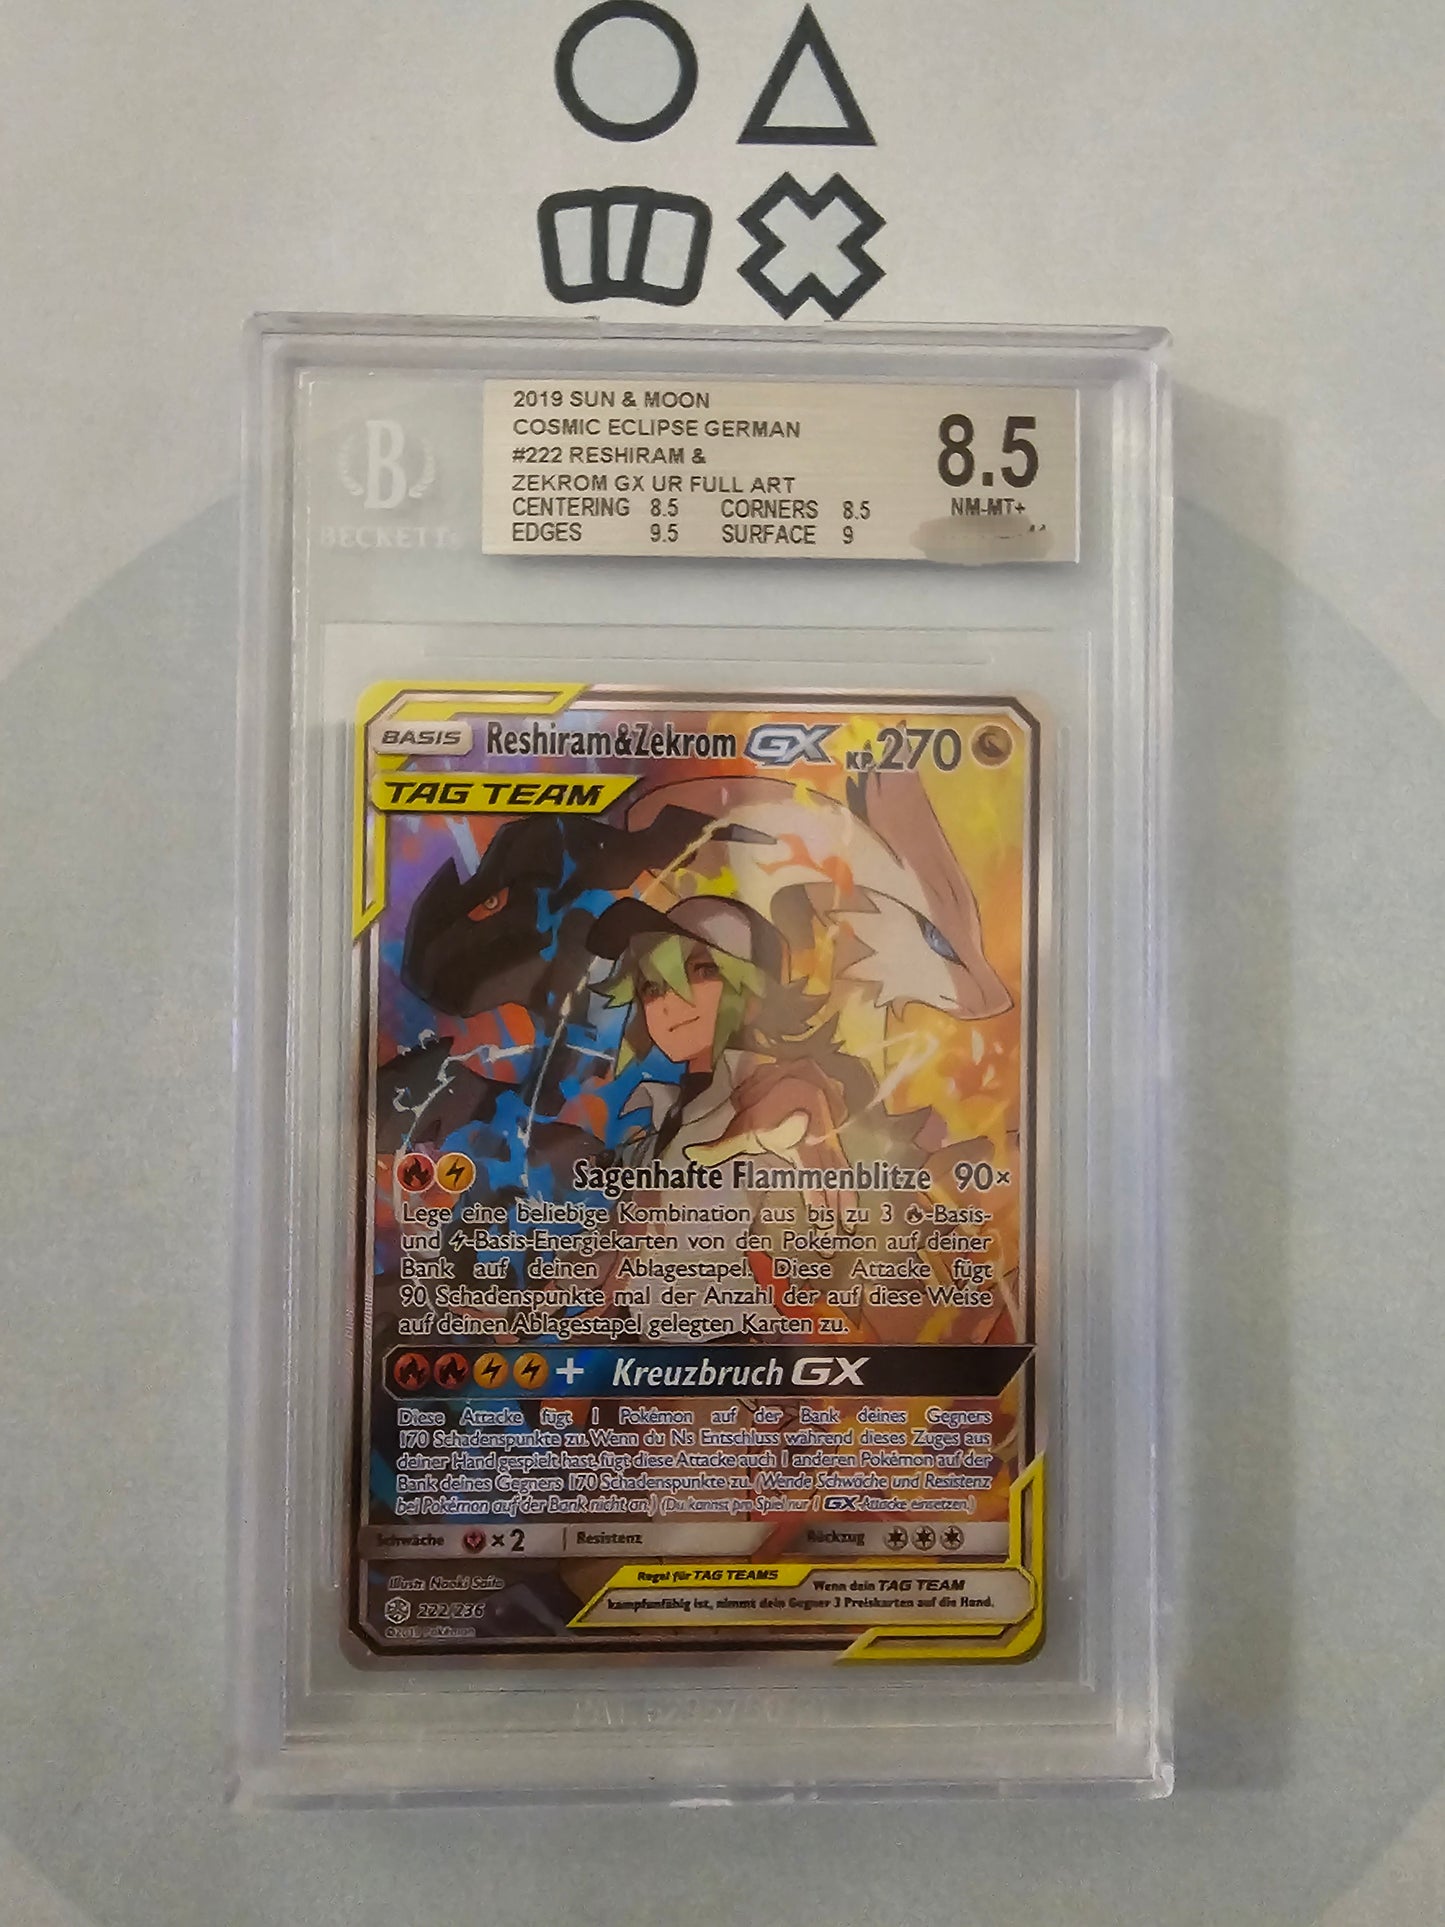 2019 SUN & MOON
COSMIC ECLIPSE GERMAN
#222 RESHIRAM &
ZEKROM GX UR FULL ART
CENTERING 8.5 CORNERS 8.5
EDGES 9.5 SURFACE 9
8.5
NM-MT+
B
BECKETT
BASIS Reshiram&Zekrom GX KP 270
TAG TEAM
Sagenhafte Flammenblitze 90×
Lege eine beliebige Kombination aus bis zu 3 -Basis-
und -Basis-Energiekarten von den Pokémon auf deiner
Bank auf deinen Ablagestapel. Diese Attacke fügt
90 Schadenspunkte mal der Anzahl der auf diese Weise
auf deinen Ablagestapel gelegten Karten zu.
+ Kreuzbruch GX
Diese Attacke fügt 1 Pokémon auf der Bank deines Gegners
170 Schadenspunkte zu. Wenn du Ns Entschluss während dieses Zuges aus
deiner Hand gespielt hast, fügt diese Attacke auch 1 anderen Pokémon auf der
Bank deines Gegners 170 Schadenspunkte zu. (Wende Schwäche und Resistenz
bei Pokémon auf der Bank nicht an.) (Du kannst pro Spiel nur 1 GX-Attacke einsetzen.)
Schwäche × 2 Resistenz Rückzug
Regel für TAG TEAMS
Wenn dein TAG TEAM
kampfunfähig ist, nimmt dein Gegner 3 Preiskarten auf die Hand.
Illustr. Naoki Saito
222/236
©2019 Pokémon